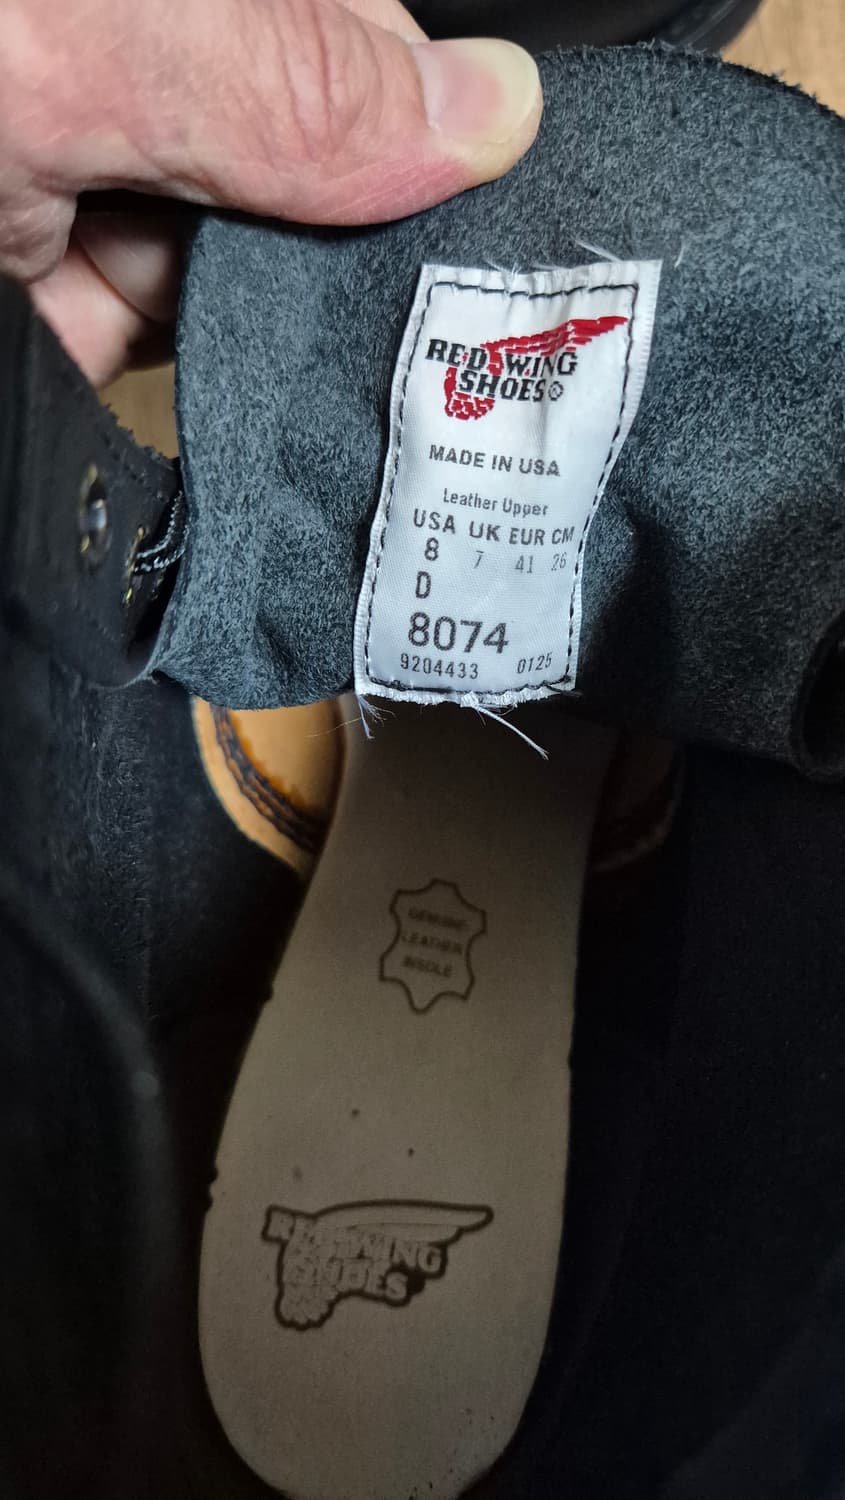 RED WING
SHOES®
MADE IN USA
Leather Upper
USA UK EUR CM
8 7 41 26
D
8074
9204433 0125
GENUINE
LEATHER
INSOLE
RED WING
SHOES